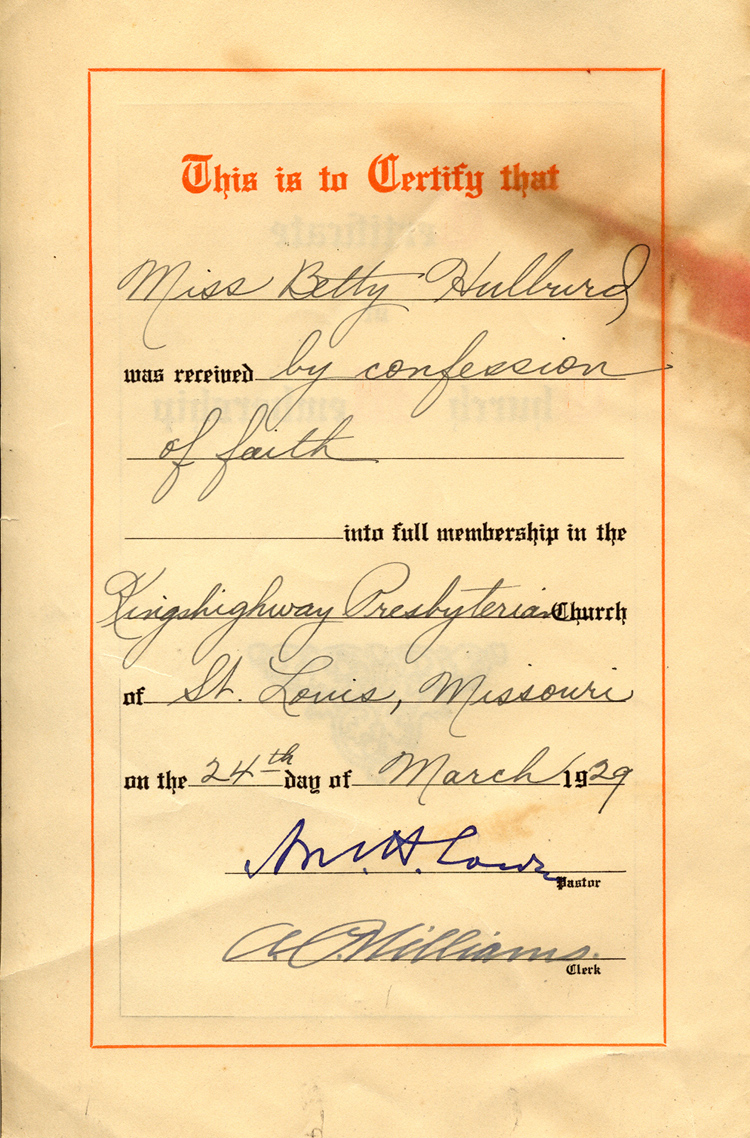 This is to Certify that
Miss Betty Hulburd
was received by confession
of faith
into full membership in the
Kingshighway Presbyterian Church
of St. Louis, Missouri
on the 24th day of March 1929
Pastor
A. C. Williams.
Clerk